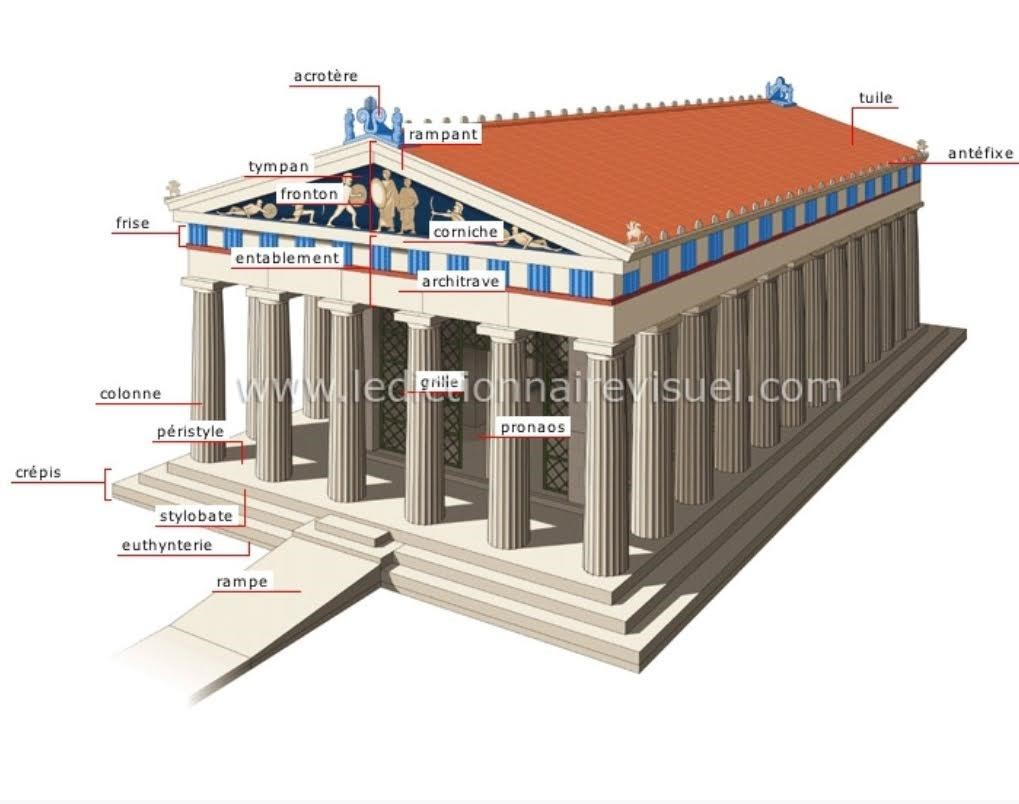 acrotère
tuile
rampant
antéfixe
tympan
fronton
frise
corniche
entablement
architrave
www.ledictionnairevisuel.com
grille
colonne
pronaos
péristyle
crépis
stylobate
euthynterie
rampe